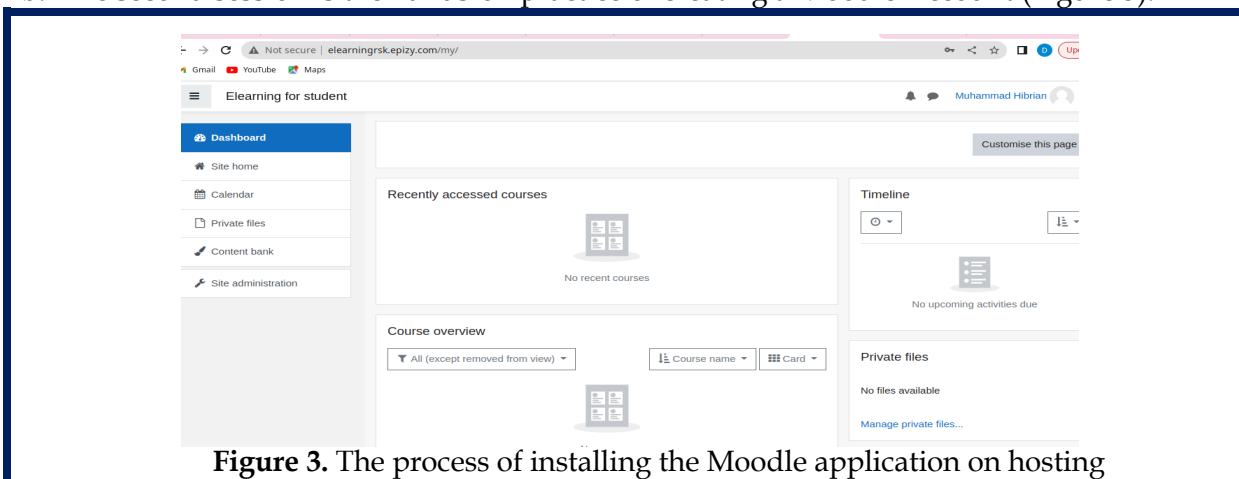 Not secure | elearningrsk.epizy.com/my/
Gmail YouTube Maps
Elearning for student
Muhammad Hibrian
Dashboard
Customise this page
Site home
Calendar
Private files
Content bank
Site administration
Recently accessed courses
No recent courses
Timeline
No upcoming activities due
Course overview
All (except removed from view)
Course name
Card
Private files
No files available
Manage private files...
Figure 3. The process of installing the Moodle application on hosting